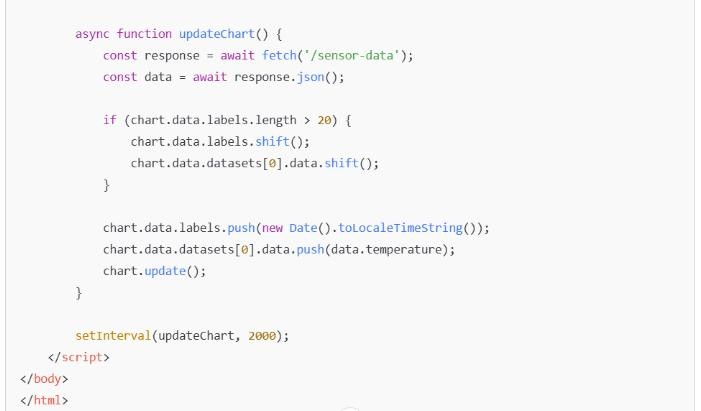 async function updateChart() {
const response = await fetch('/sensor-data');
const data = await response.json();
if (chart.data.labels.length > 20) {
chart.data.labels.shift();
chart.data.datasets[0].data.shift();
}
chart.data.labels.push(new Date().toLocaleTimeString());
chart.data.datasets[0].data.push(data.temperature);
chart.update();
}
setInterval(updateChart, 2000);
</script>
</body>
</html>